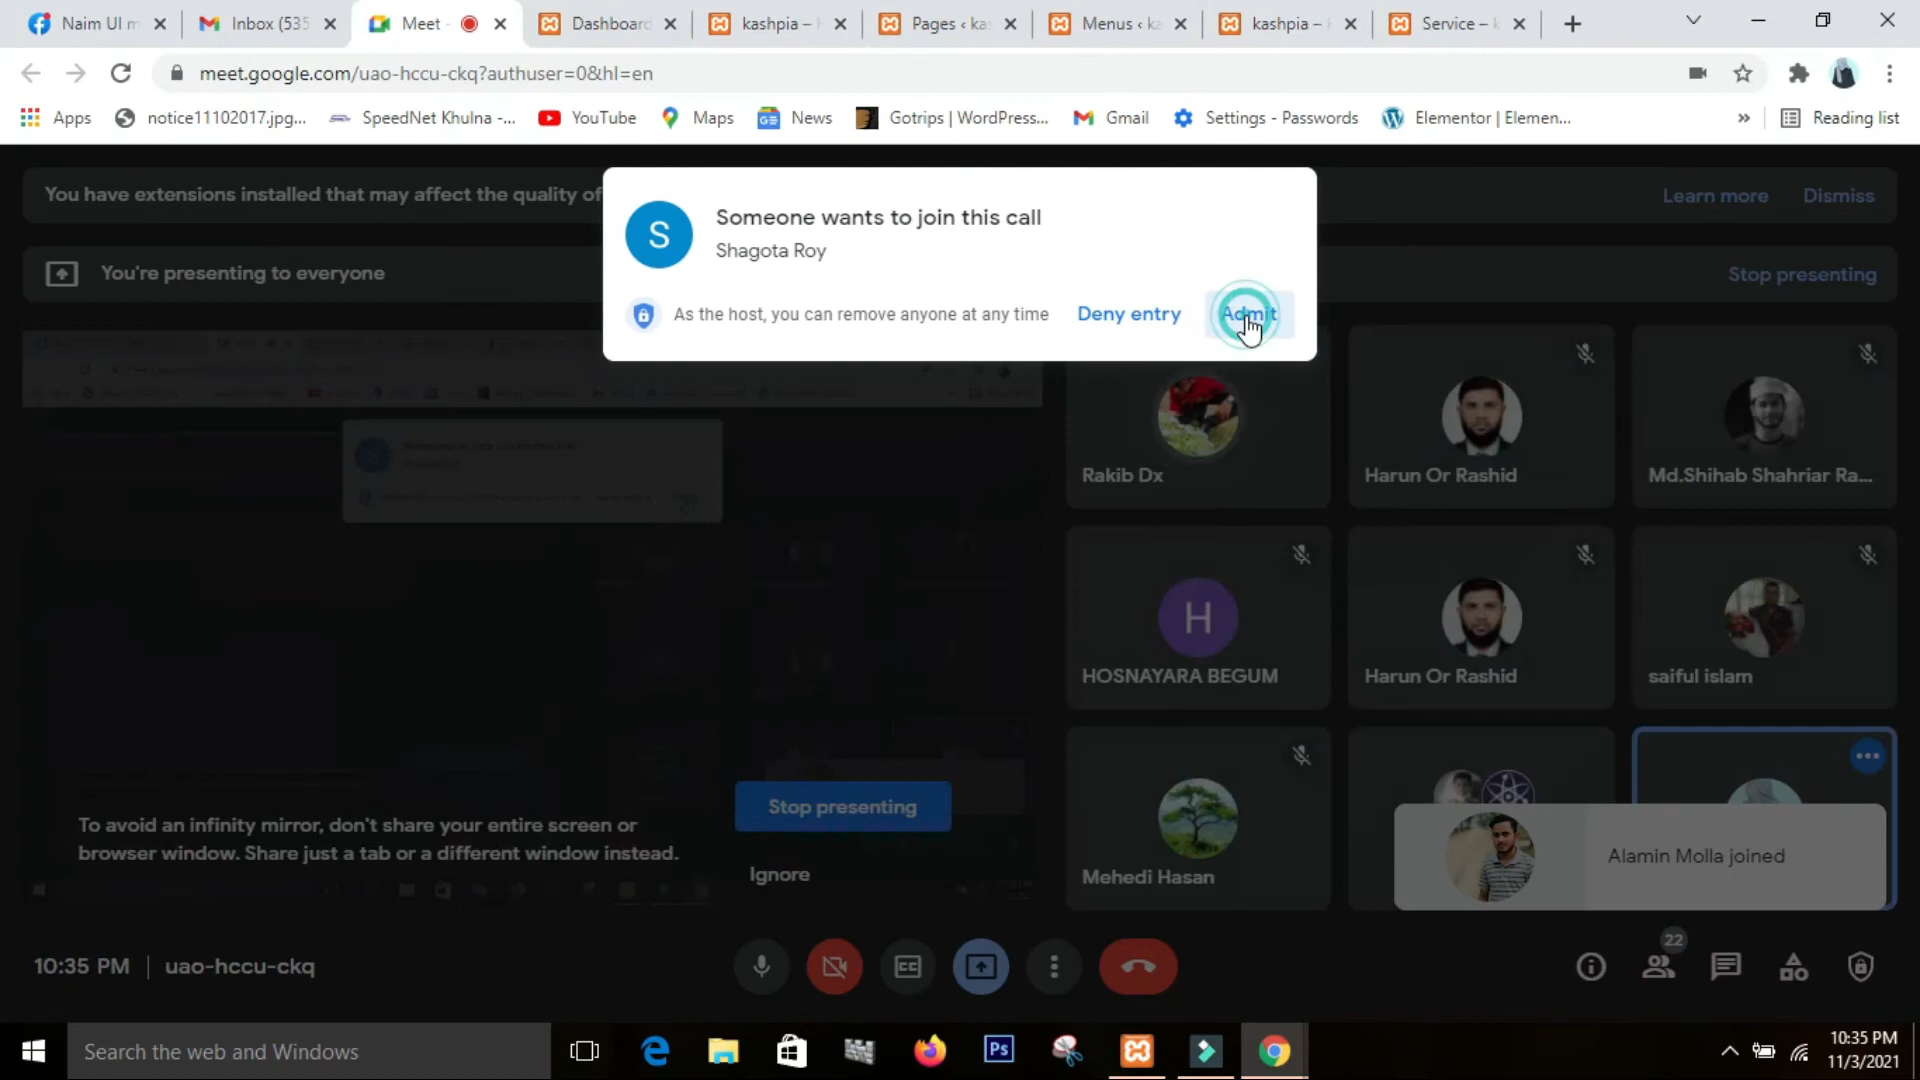 Naim UI m
Inbox (535
Meet -
Dashboard
kashpia –
Pages ‹ ka
Menus ‹ ka
kashpia –
Service –
meet.google.com/uao-hccu-ckq?authuser=0&hl=en
Apps
notice11102017.jpg...
SpeedNet Khulna -...
YouTube
Maps
News
Gotrips | WordPress...
Gmail
Settings - Passwords
Elementor | Elemen...
»
Reading list
You have extensions installed that may affect the quality of
Learn more
Dismiss
S
Someone wants to join this call
Shagota Roy
As the host, you can remove anyone at any time
Deny entry
Admit
You're presenting to everyone
Stop presenting
Rakib Dx
Harun Or Rashid
Md.Shihab Shahriar Ra...
H
HOSNAYARA BEGUM
Harun Or Rashid
saiful islam
Mehedi Hasan
Alamin Molla joined
To avoid an infinity mirror, don't share your entire screen or
browser window. Share just a tab or a different window instead.
Stop presenting
Ignore
10:35 PM
uao-hccu-ckq
CC
22
Search the web and Windows
Ps
10:35 PM
11/3/2021